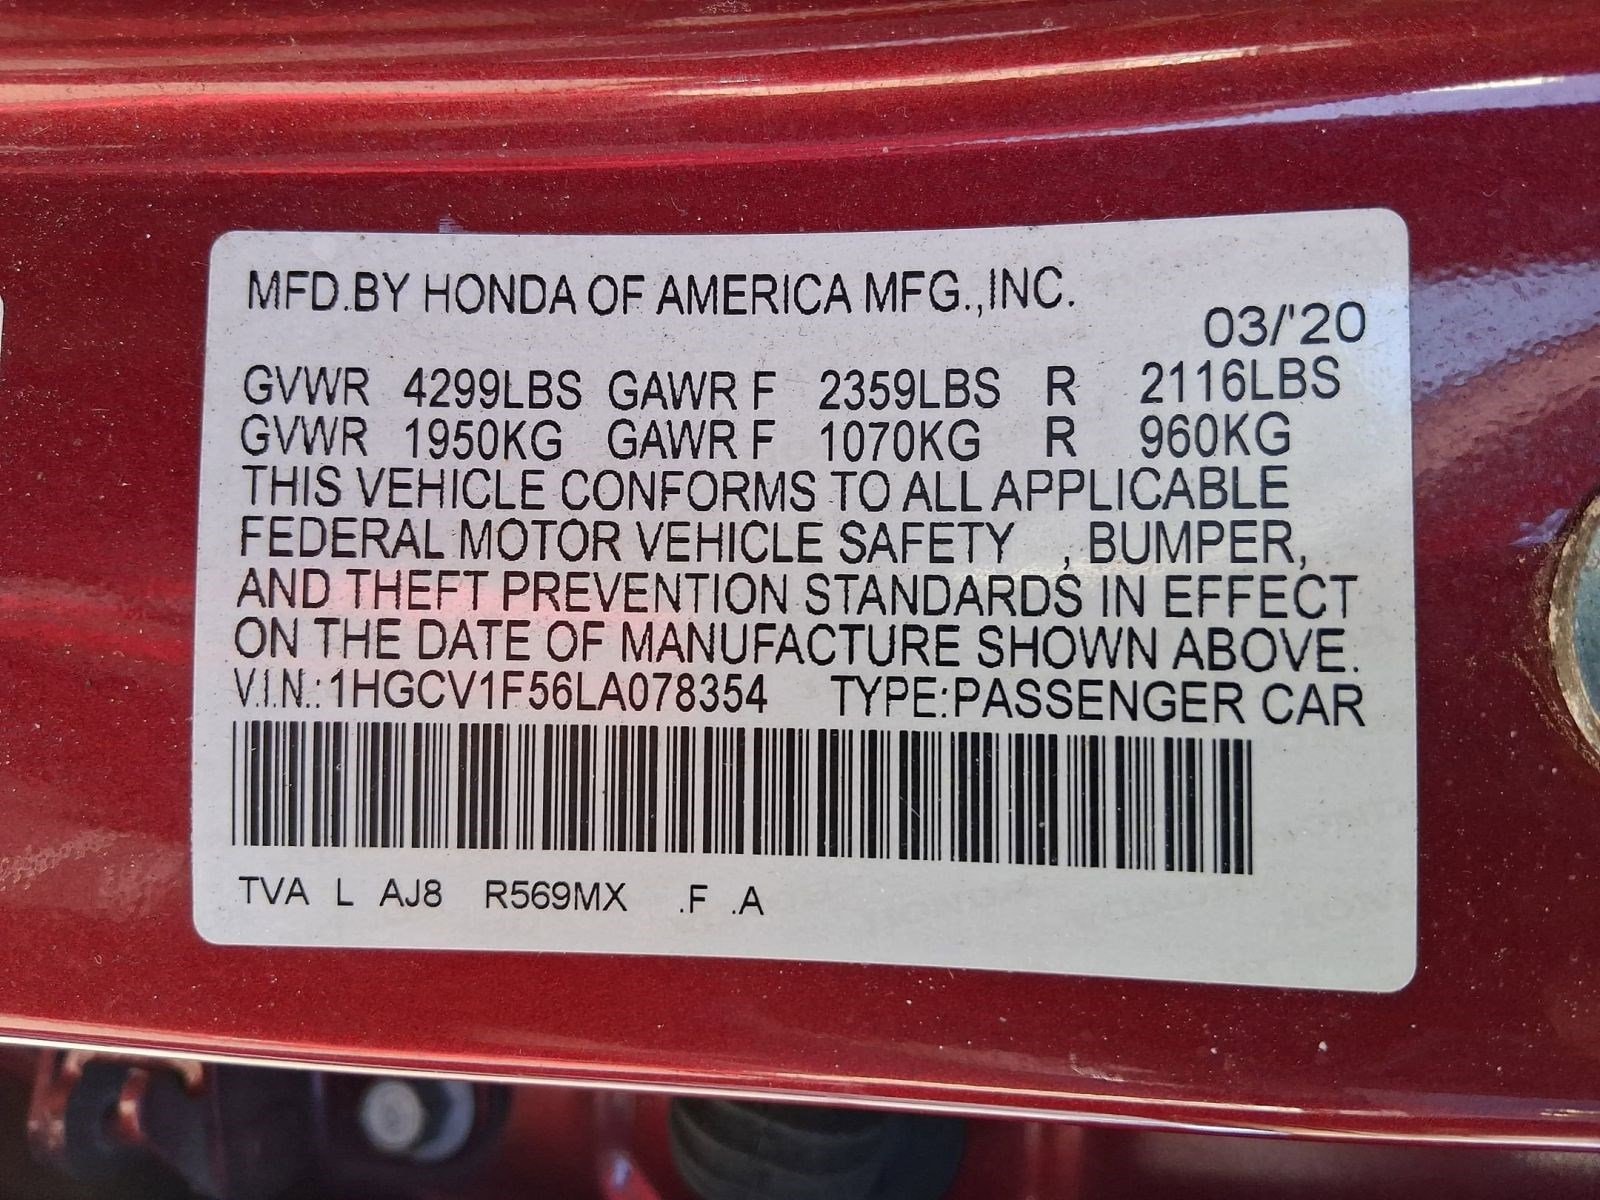 MFD.BY HONDA OF AMERICA MFG.,INC.
03/'20
GVWR 4299LBS GAWR F 2359LBS R 2116LBS
GVWR 1950KG GAWR F 1070KG R 960KG
THIS VEHICLE CONFORMS TO ALL APPLICABLE
FEDERAL MOTOR VEHICLE SAFETY , BUMPER,
AND THEFT PREVENTION STANDARDS IN EFFECT
ON THE DATE OF MANUFACTURE SHOWN ABOVE.
V.I.N.: 1HGCV1F56LA078354 TYPE:PASSENGER CAR
TVA L AJ8 R569MX .F .A